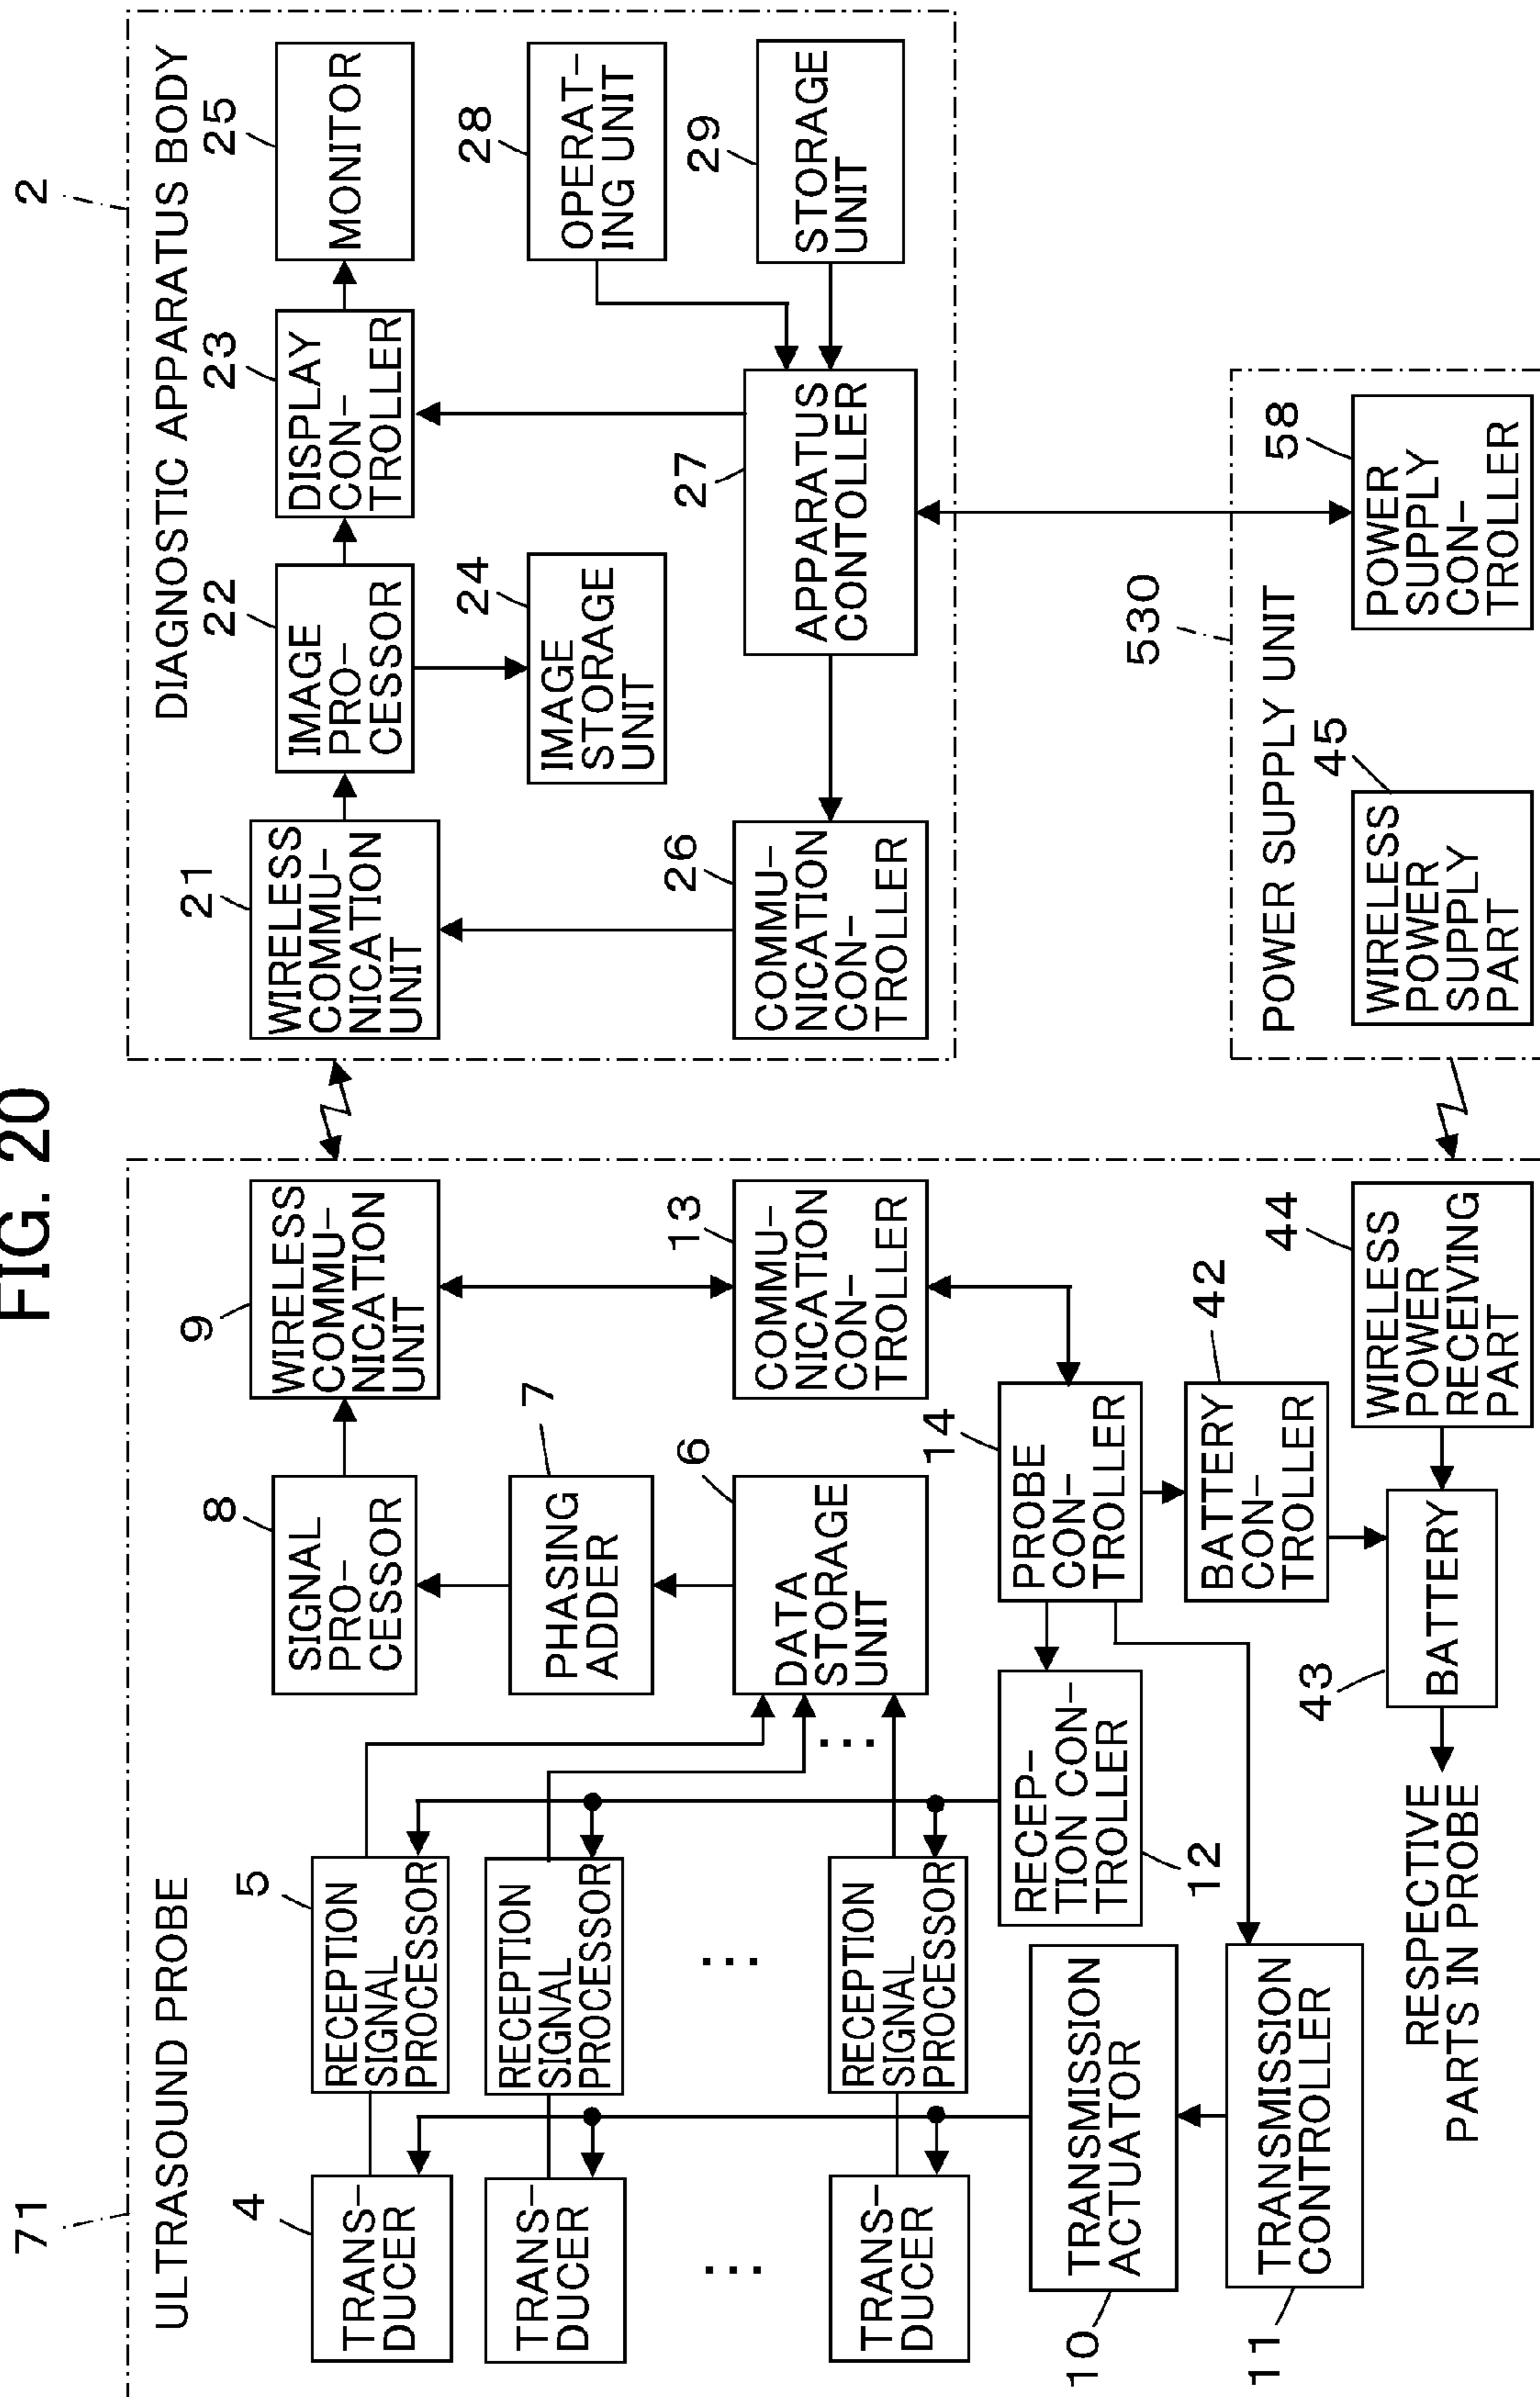 FIG. 20
71
ULTRASOUND PROBE
4
TRANS-
DUCER
TRANS-
DUCER
...
TRANS-
DUCER
5
RECEPTION
SIGNAL
PROCESSOR
RECEPTION
SIGNAL
PROCESSOR
...
RECEPTION
SIGNAL
PROCESSOR
...
8
SIGNAL
PRO-
CESSOR
7
PHASING
ADDER
6
DATA
STORAGE
UNIT
9
WIRELESS
COMMU-
NICATION
UNIT
13
COMMU-
NICATION
CON-
TROLLER
10
TRANSMISSION
ACTUATOR
11
TRANSMISSION
CONTROLLER
12
RECEP-
TION CON-
TROLLER
14
PROBE
CON-
TROLLER
42
BATTERY
CON-
TROLLER
43
BATTERY
44
WIRELESS
POWER
RECEIVING
PART
RESPECTIVE
PARTS IN PROBE
2
DIAGNOSTIC APPARATUS BODY
21
WIRELESS
COMMU-
NICATION
UNIT
22
IMAGE
PRO-
CESSOR
23
DISPLAY
CON-
TROLLER
25
MONITOR
24
IMAGE
STORAGE
UNIT
28
OPERAT-
ING UNIT
26
COMMU-
NICATION
CON-
TROLLER
27
APPARATUS
CONTOLLER
29
STORAGE
UNIT
530
POWER SUPPLY UNIT
45
WIRELESS
POWER
SUPPLY
PART
58
POWER
SUPPLY
CON-
TROLLER